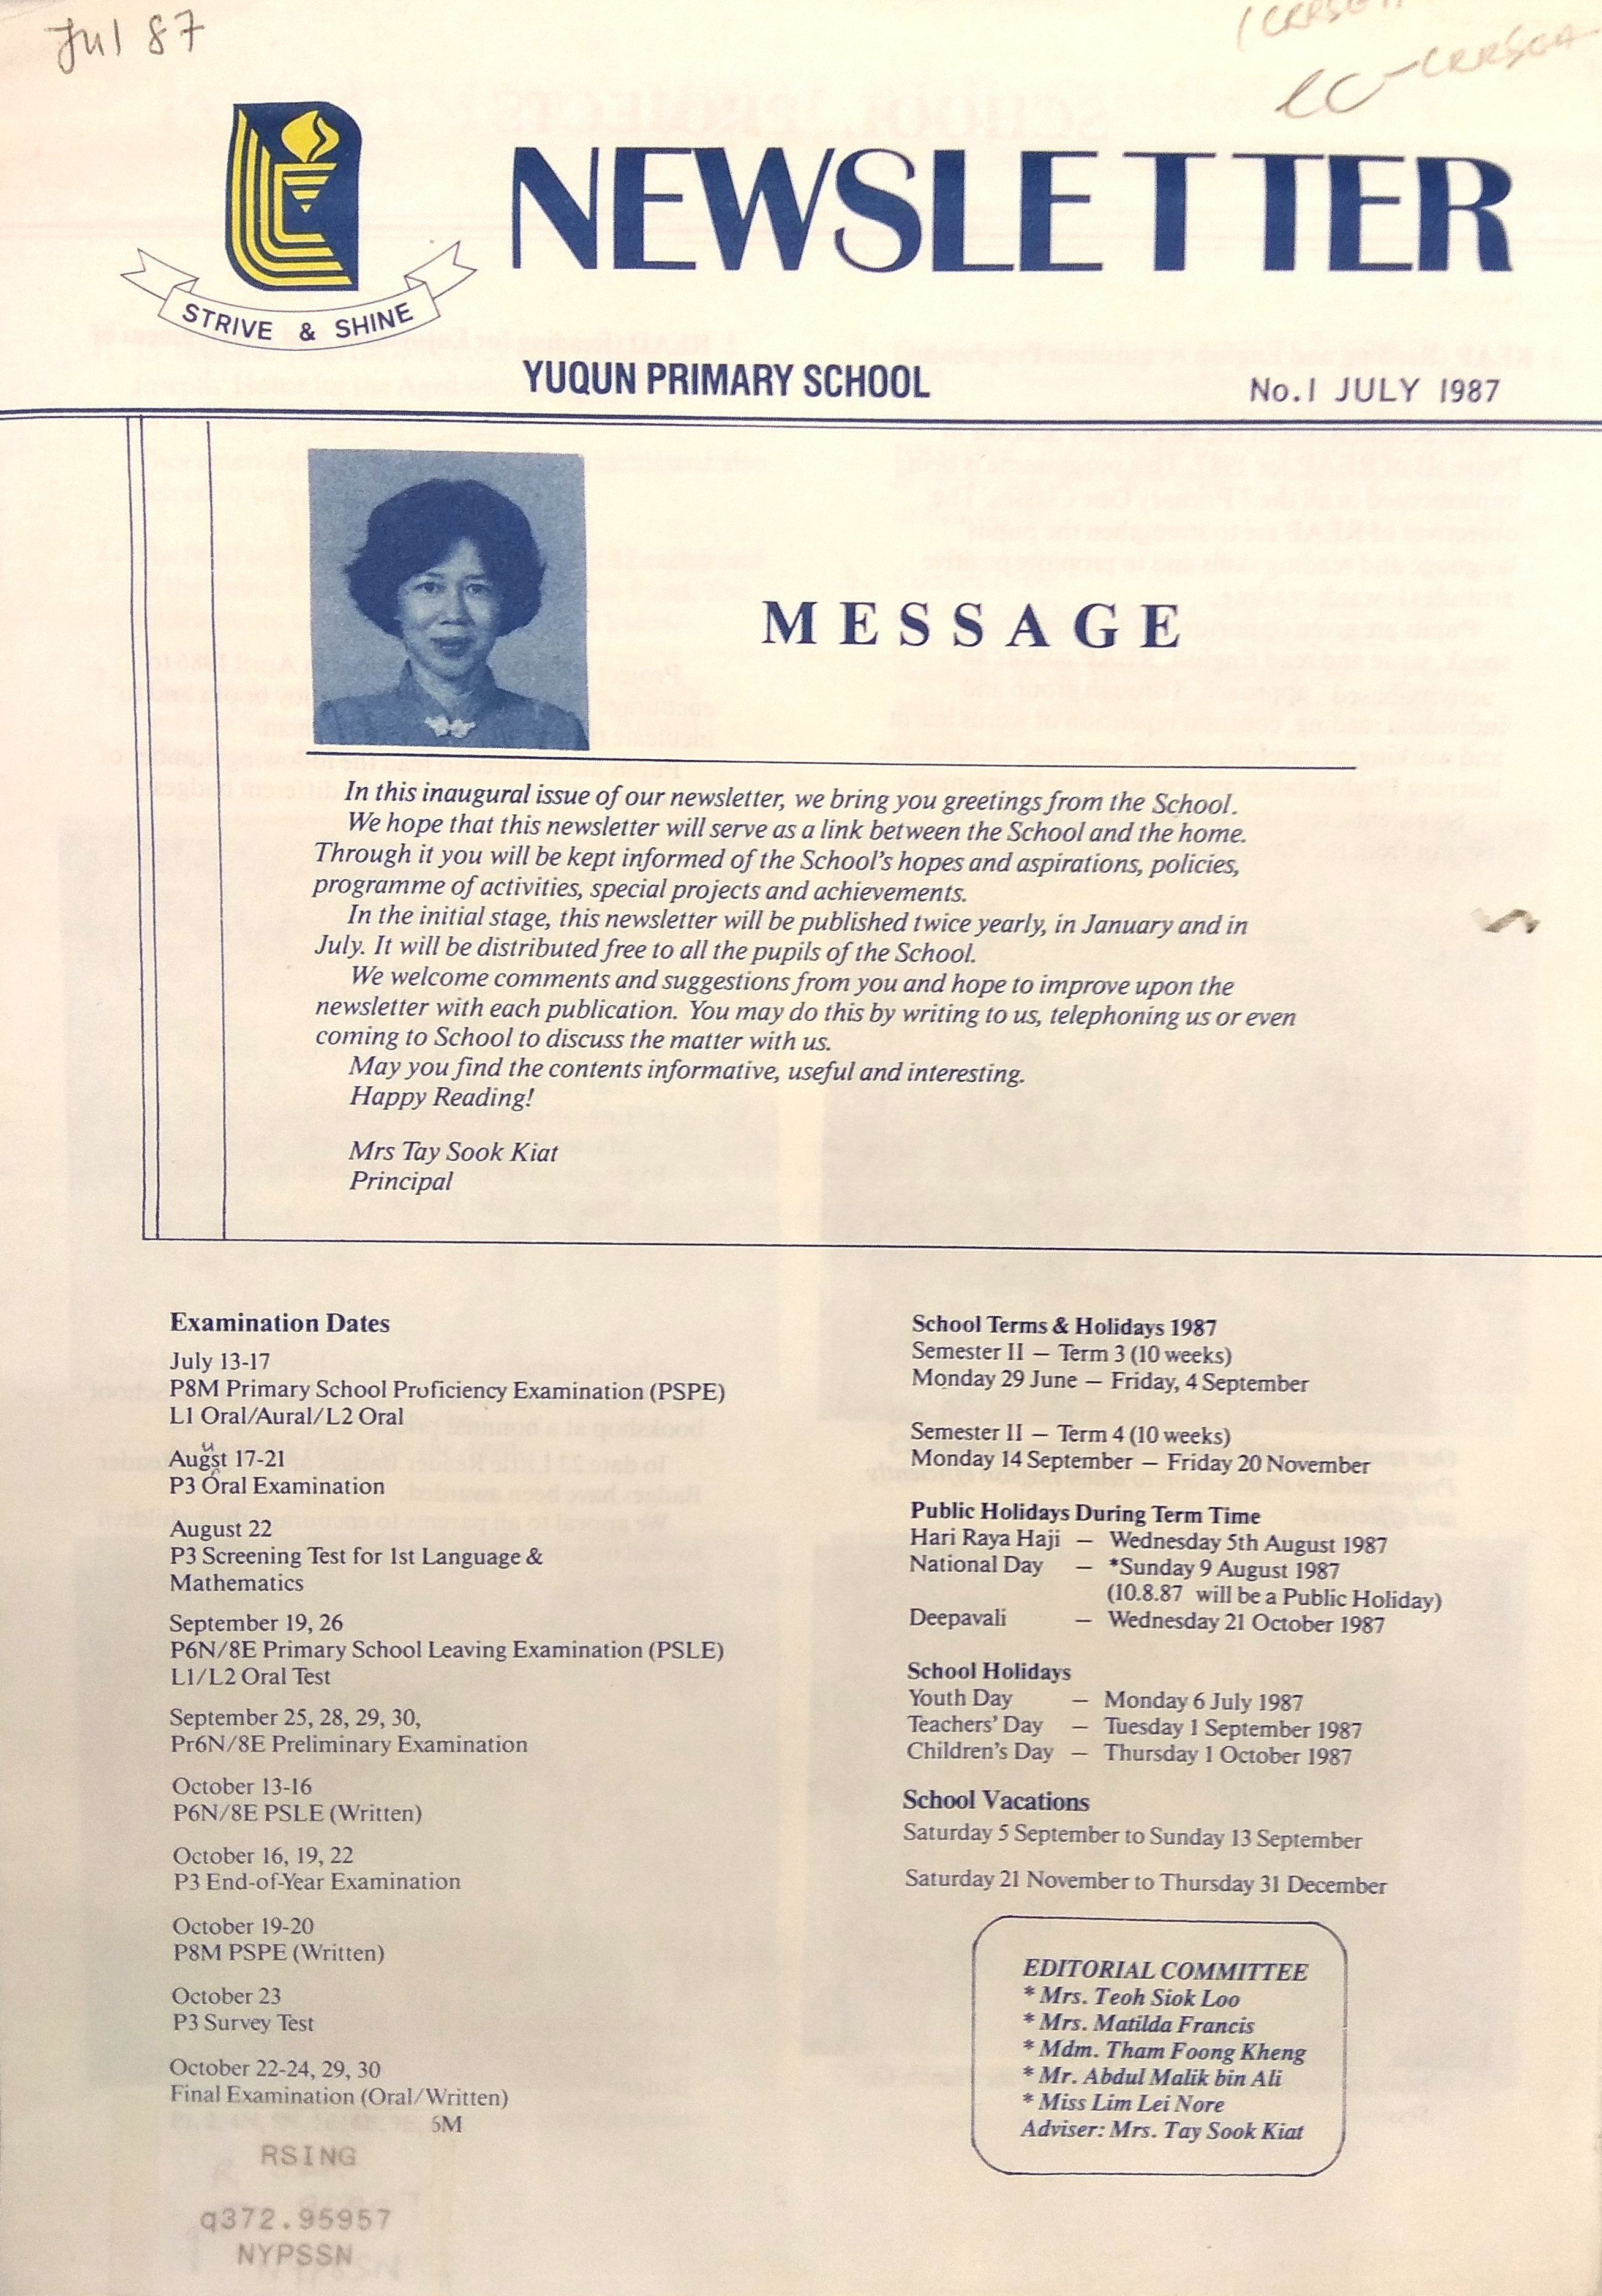 Jul 87
NEWSLETTER
STRIVE & SHINE
YUQUN PRIMARY SCHOOL
No.1 JULY 1987
MESSAGE
In this inaugural issue of our newsletter, we bring you greetings from the School.
We hope that this newsletter will serve as a link between the School and the home.
Through it you will be kept informed of the School's hopes and aspirations, policies,
programme of activities, special projects and achievements.
In the initial stage, this newsletter will be published twice yearly, in January and in
July. It will be distributed free to all the pupils of the School.
We welcome comments and suggestions from you and hope to improve upon the
newsletter with each publication. You may do this by writing to us, telephoning us or even
coming to School to discuss the matter with us.
May you find the contents informative, useful and interesting.
Happy Reading!
Mrs Tay Sook Kiat
Principal
Examination Dates
July 13-17
P8M Primary School Proficiency Examination (PSPE)
L1 Oral/Aural/L2 Oral
August 17-21
P3 Oral Examination
August 22
P3 Screening Test for 1st Language &
Mathematics
September 19, 26
P6N/8E Primary School Leaving Examination (PSLE)
L1/L2 Oral Test
September 25, 28, 29, 30,
Pr6N/8E Preliminary Examination
October 13-16
P6N/8E PSLE (Written)
October 16, 19, 22
P3 End-of-Year Examination
October 19-20
P8M PSPE (Written)
October 23
P3 Survey Test
October 22-24, 29, 30
Final Examination (Oral/Written)
5M
RSING
q372.95957
NYPSSN
School Terms & Holidays 1987
Semester II — Term 3 (10 weeks)
Monday 29 June — Friday, 4 September
Semester II — Term 4 (10 weeks)
Monday 14 September — Friday 20 November
Public Holidays During Term Time
Hari Raya Haji — Wednesday 5th August 1987
National Day — *Sunday 9 August 1987
(10.8.87 will be a Public Holiday)
Deepavali — Wednesday 21 October 1987
School Holidays
Youth Day — Monday 6 July 1987
Teachers' Day — Tuesday 1 September 1987
Children's Day — Thursday 1 October 1987
School Vacations
Saturday 5 September to Sunday 13 September
Saturday 21 November to Thursday 31 December
EDITORIAL COMMITTEE
* Mrs. Teoh Siok Loo
* Mrs. Matilda Francis
* Mdm. Tham Foong Kheng
* Mr. Abdul Malik bin Ali
* Miss Lim Lei Nore
Adviser: Mrs. Tay Sook Kiat